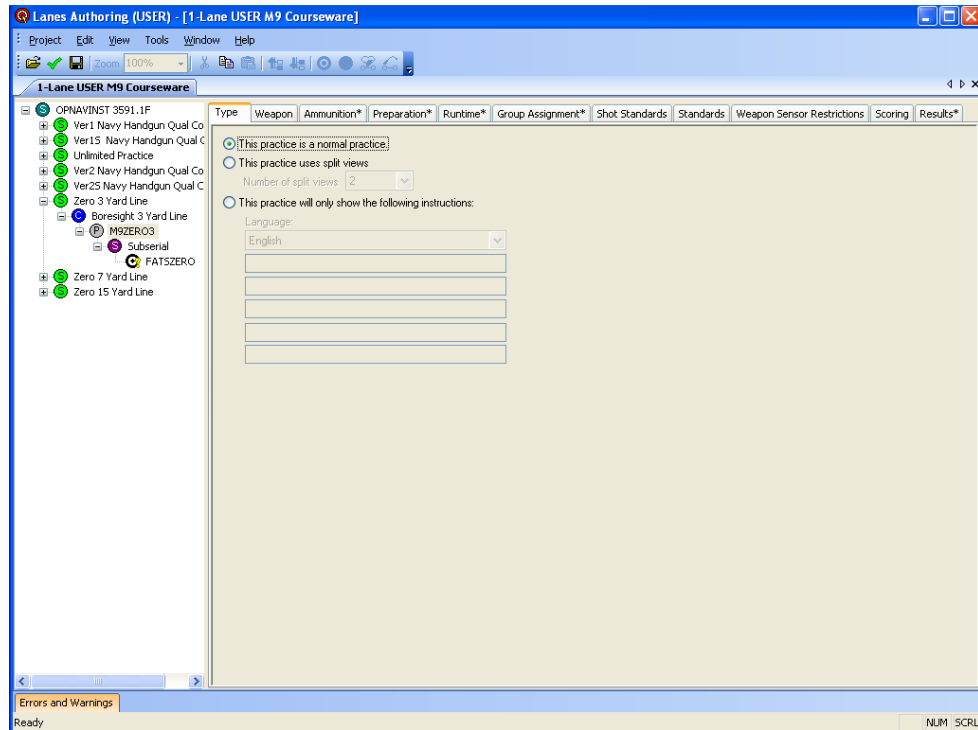 Lanes Authoring (USER) - [1-Lane USER M9 Courseware]
Project Edit View Tools Window Help
Zoom 100%
1-Lane USER M9 Courseware
S OPNAVINST 3591.1F
S Ver1 Navy Handgun Qual Co
S Ver1S Navy Handgun Qual C
S Unlimited Practice
S Ver2 Navy Handgun Qual Co
S Ver2S Navy Handgun Qual C
S Zero 3 Yard Line
C Boresight 3 Yard Line
P M9ZERO3
S Subserial
FATSZERO
S Zero 7 Yard Line
S Zero 15 Yard Line
Type Weapon Ammunition* Preparation* Runtime* Group Assignment* Shot Standards Standards Weapon Sensor Restrictions Scoring Results*
This practice is a normal practice.
This practice uses split views
Number of split views 2
This practice will only show the following instructions:
Language:
English
Errors and Warnings
Ready
NUM SCRL